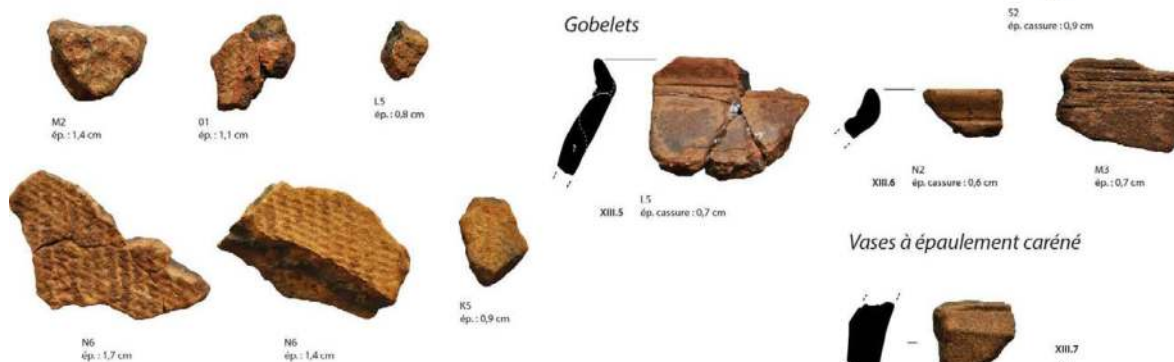 M2
ép. : 1,4 cm
01
ép. : 1,1 cm
L5
ép. : 0,8 cm
N6
ép. : 1,7 cm
N6
ép. : 1,4 cm
K5
ép. : 0,9 cm
Gobelets
XIII.5
L5
ép. cassure : 0,7 cm
S2
ép. cassure : 0,9 cm
XIII.6
N2
ép. cassure : 0,6 cm
M3
ép. : 0,7 cm
Vases à épaulement caréné
XIII.7